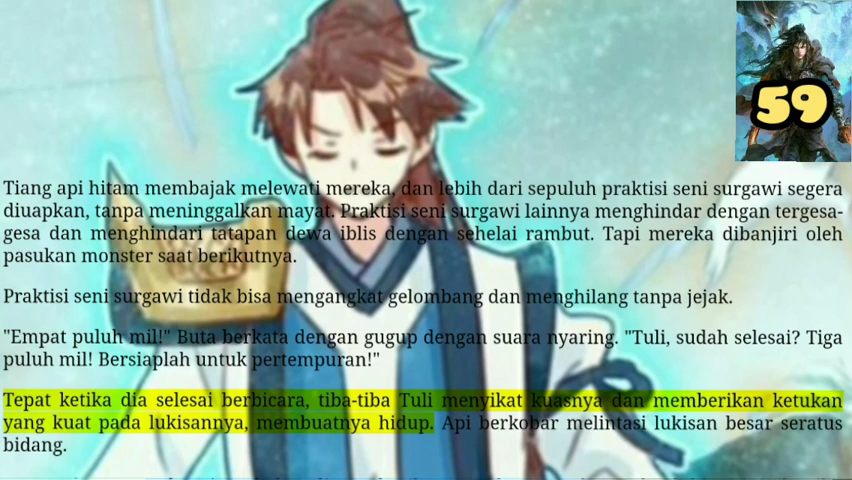 59
Tiang api hitam membajak melewati mereka, dan lebih dari sepuluh praktisi seni surgawi segera
diuapkan, tanpa meninggalkan mayat. Praktisi seni surgawi lainnya menghindar dengan tergesa-
gesa dan menghindari tatapan dewa iblis dengan sehelai rambut. Tapi mereka dibanjiri oleh
pasukan monster saat berikutnya.
Praktisi seni surgawi tidak bisa mengangkat gelombang dan menghilang tanpa jejak.
"Empat puluh mil!" Buta berkata dengan gugup dengan suara nyaring. "Tuli, sudah selesai? Tiga
puluh mil! Bersiaplah untuk pertempuran!"
Tepat ketika dia selesai berbicara, tiba-tiba Tuli menyikat kuasnya dan memberikan ketukan
yang kuat pada lukisannya, membuatnya hidup. Api berkobar melintasi lukisan besar seratus
bidang.